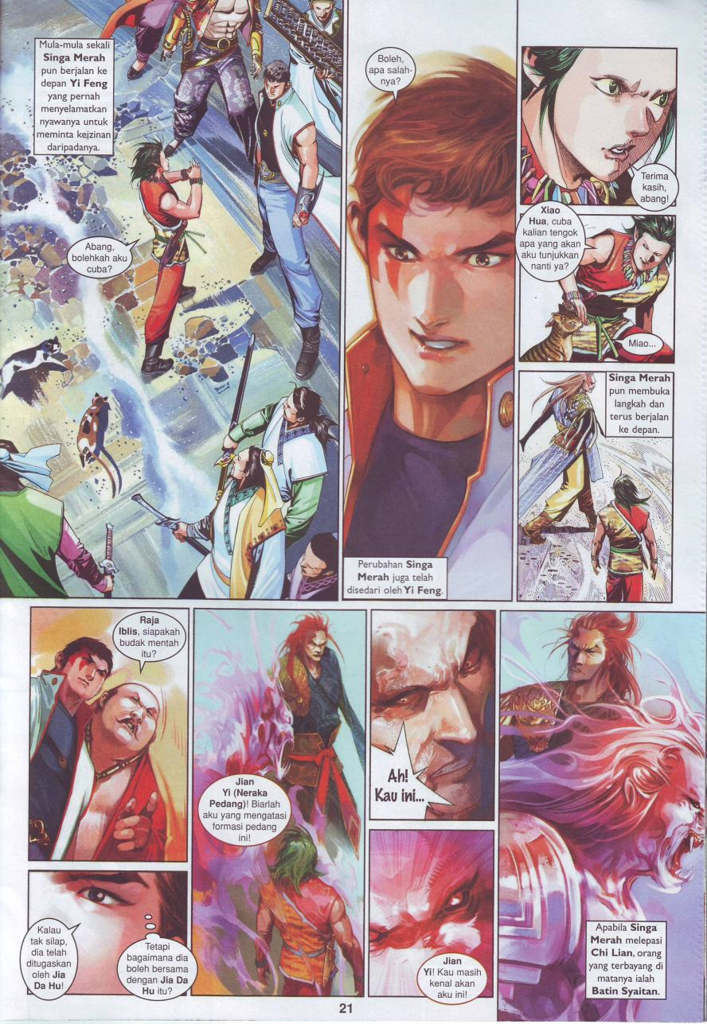 Mula-mula sekali
Singa Merah
pun berjalan ke
depan Yi Feng
yang pernah
menyelamatkan
nyawanya untuk
meminta kejzinan
daripadanya.
Abang,
bolehkah aku
cuba?
Boleh,
apa salah-
nya?
Perubahan Singa
Merah juga telah
disedari oleh Yi Feng.
Terima
kasih,
abang!
Xiao
Hua, cuba
kalian tengok
apa yang akan
aku tunjukkan
nanti ya?
Miao...
Singa Merah
pun membuka
langkah dan
terus berjalan
ke depan.
Raja
Iblis, siapakah
budak mentah
itu?
Kalau
tak silap,
dia telah
ditugaskan
oleh Jia
Da Hu!
Tetapi
bagaimana dia
boleh bersama
dengan Jia Da
Hu itu?
Jian
Yi (Neraka
Pedang)! Biarlah
aku yang mengatasi
formasi pedang
ini!
Ah!
Kau ini...
Jian
Yi! Kau masih
kenal akan
aku ini!
Apabila Singa
Merah melepasi
Chi Lian, orang
yang terbayang di
matanya ialah
Batin Syaitan.
21